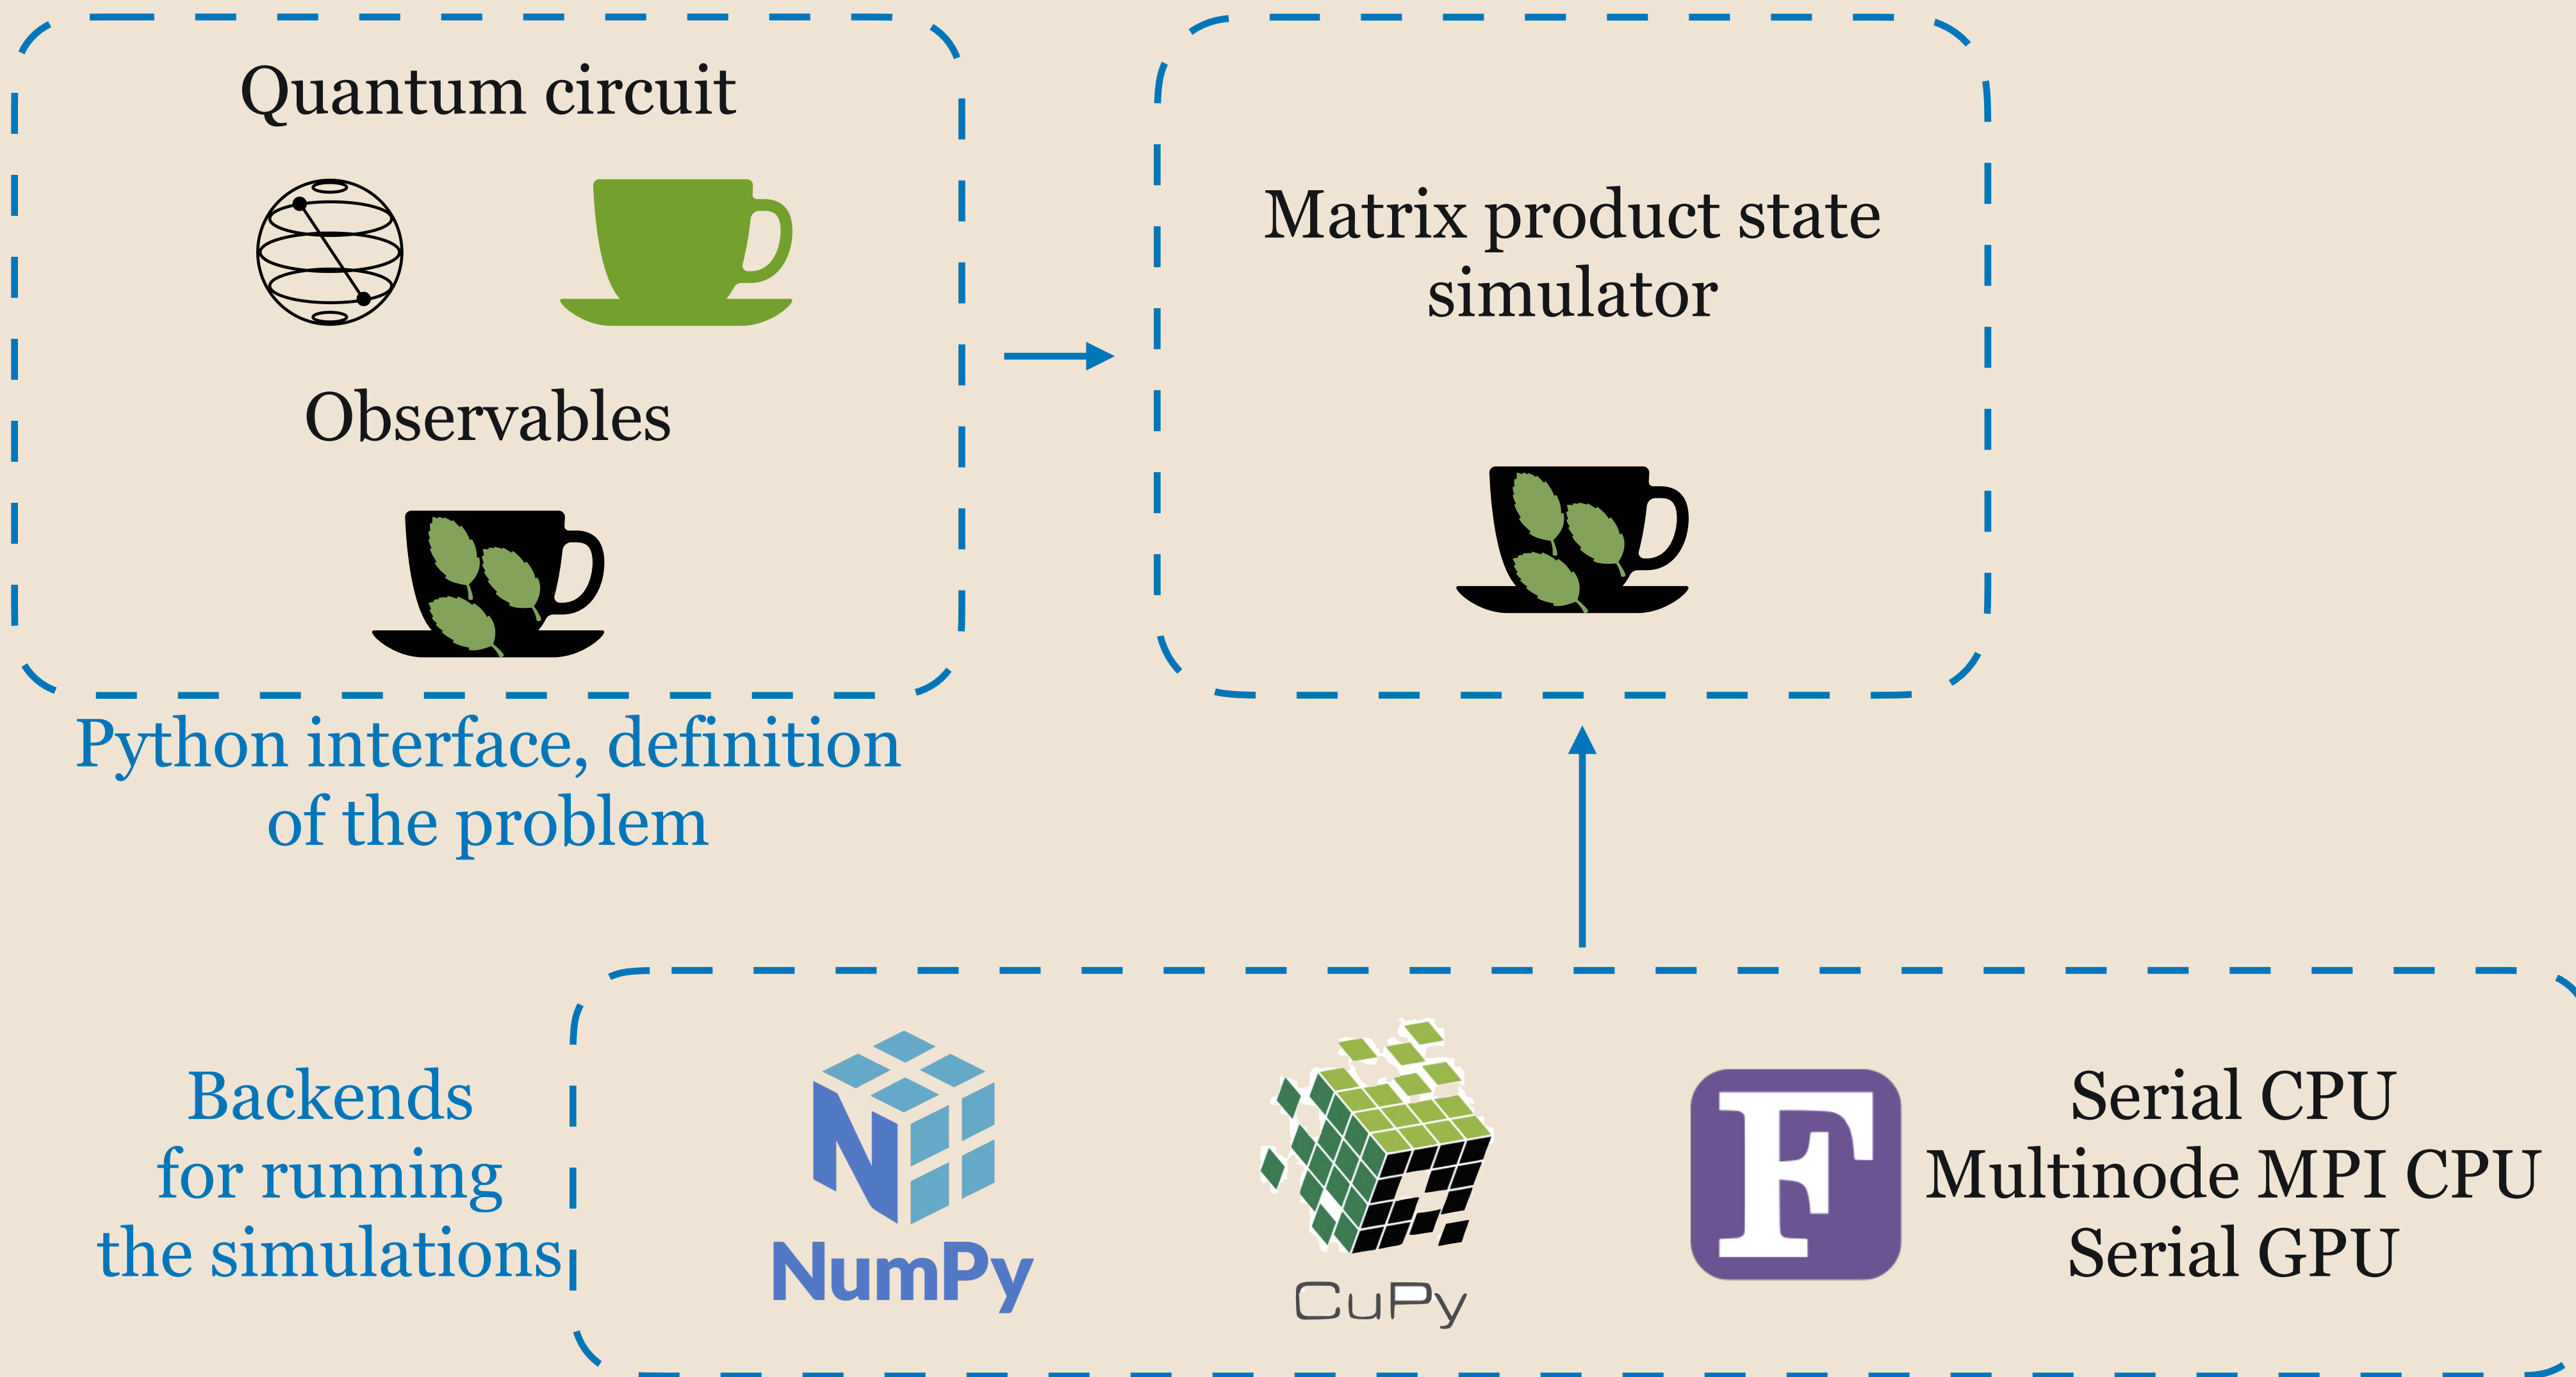 Quantum circuit
Observables
Python interface, definition
of the problem
Matrix product state
simulator
Backends
for running
the simulations
NumPy
CuPy
F
Serial CPU
Multinode MPI CPU
Serial GPU